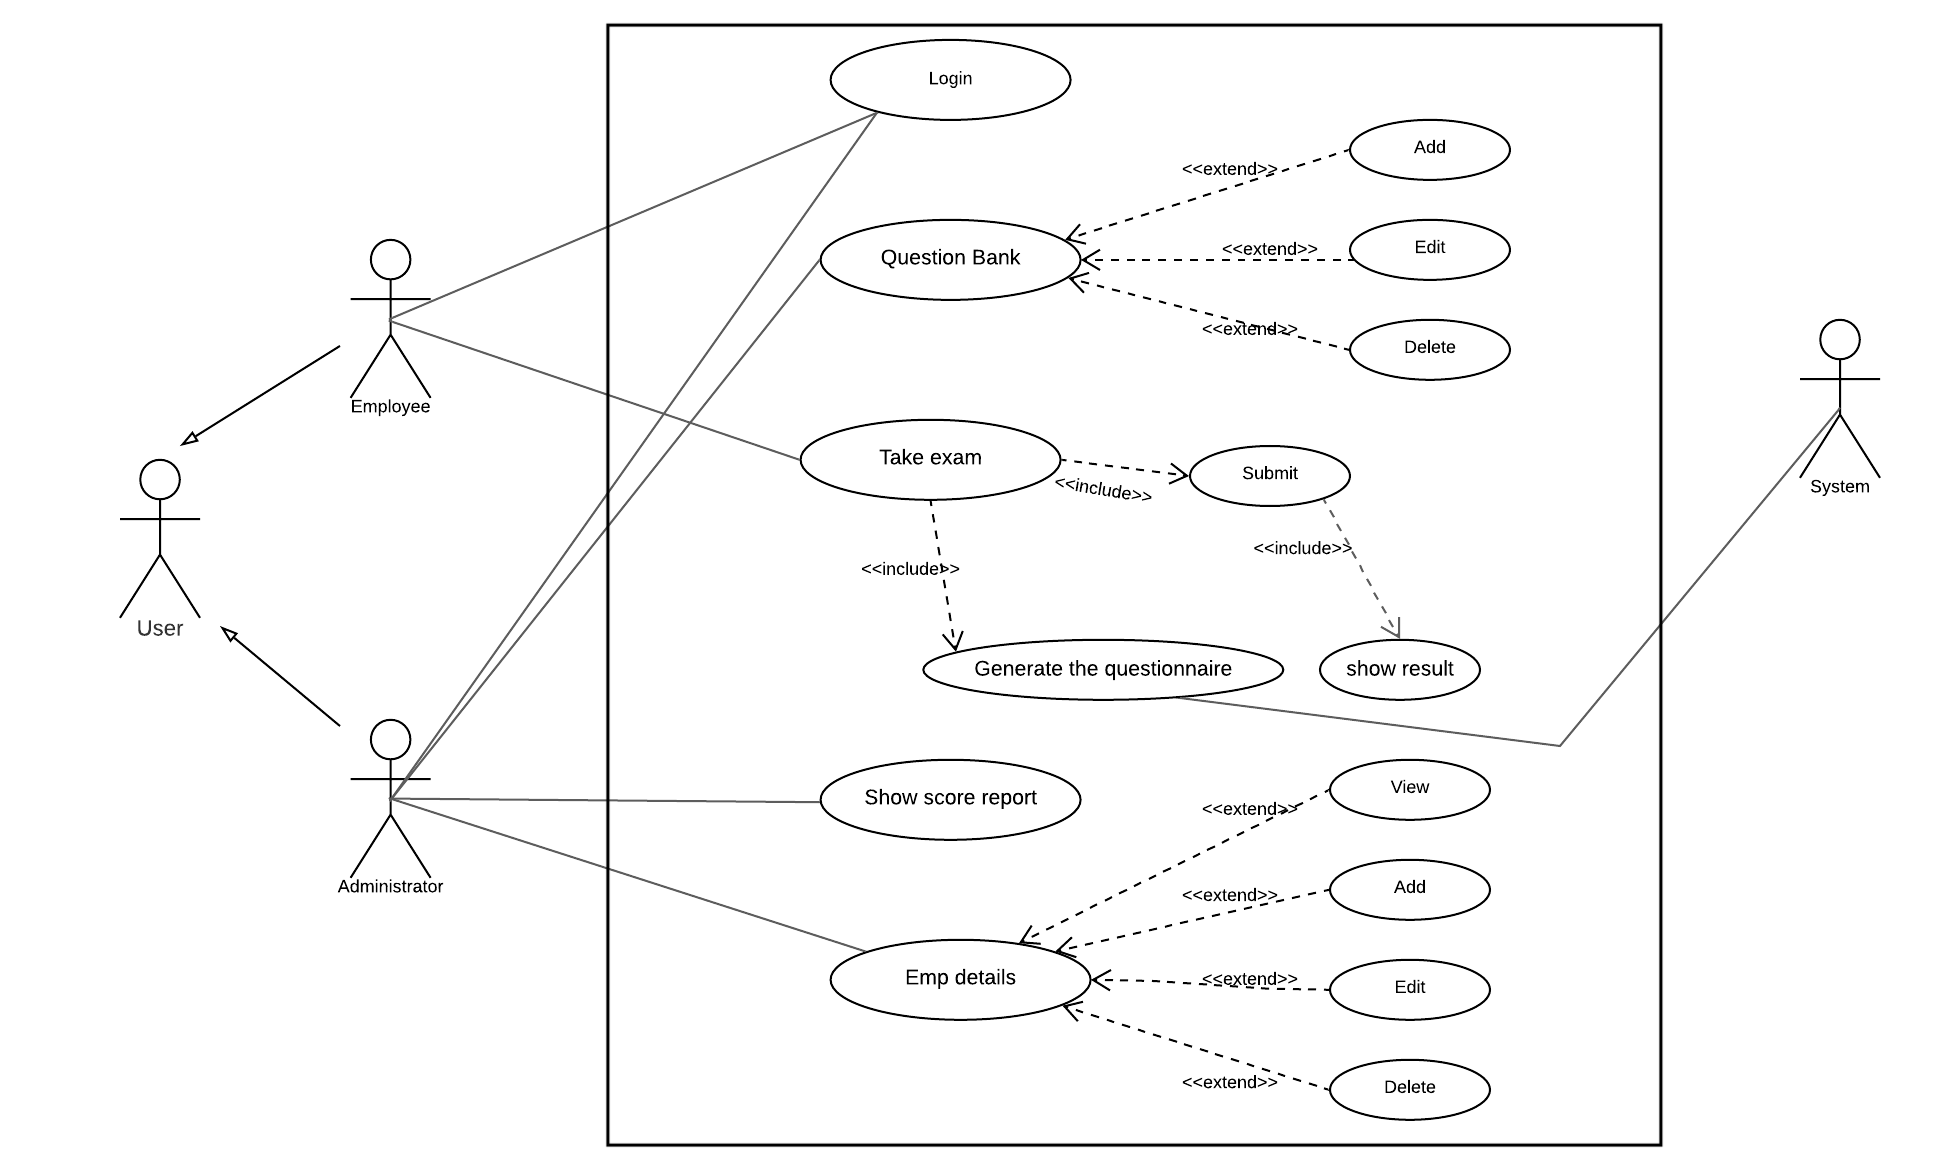 Login
Add
<<extend>>
Edit
<<extend>>
Question Bank
Delete
<<extend>>
Employee
Take exam
Submit
<<include>>
System
<<include>>
<<include>>
User
Generate the questionnaire
show result
View
<<extend>>
Show score report
Administrator
Add
<<extend>>
Emp details
<<extend>>
Edit
<<extend>>
Delete